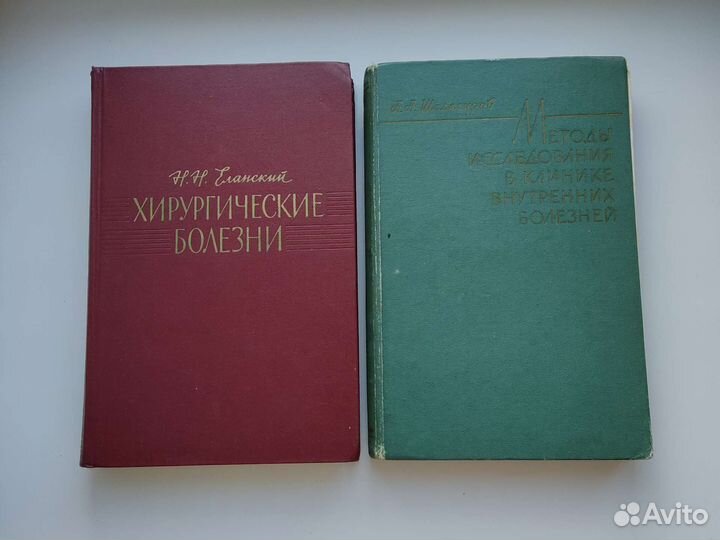 Н. Н. Еланский
ХИРУРГИЧЕСКИЕ
БОЛЕЗНИ
МЕТОДЫ
ИССЛЕДОВАНИЯ
В КЛИНИКЕ
ВНУТРЕННИХ
БОЛЕЗНЕЙ
Avito